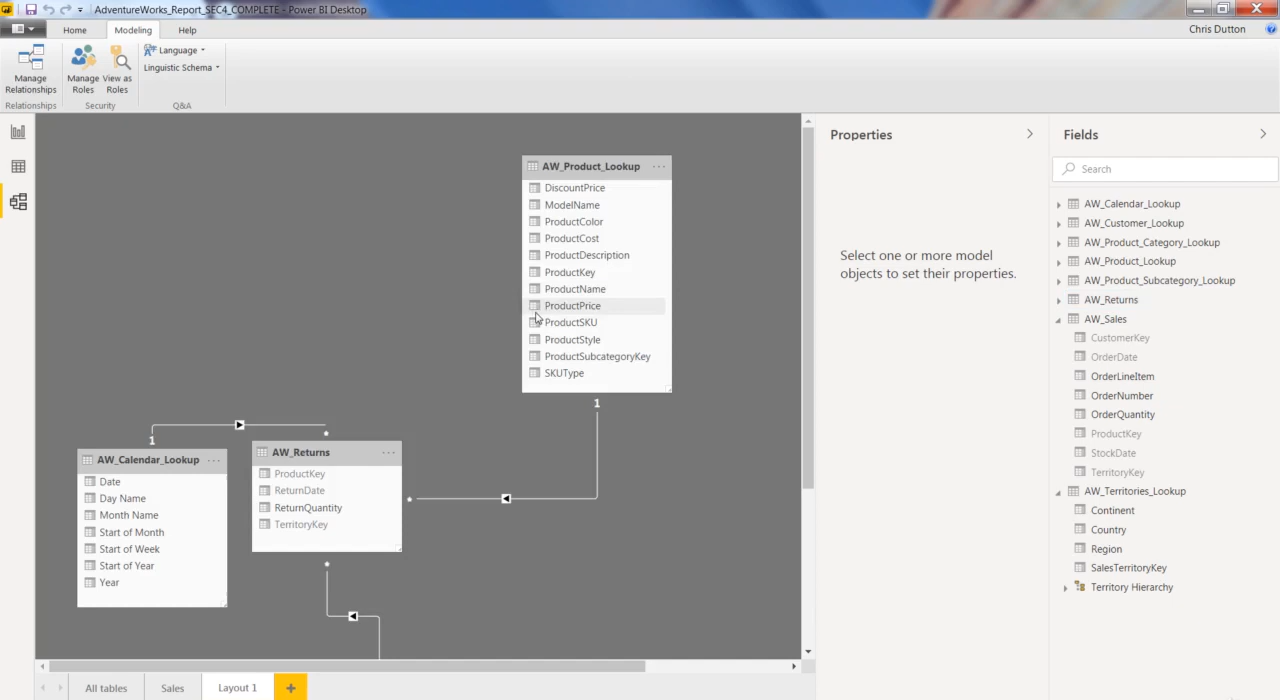 AdventureWorks_Report_SEC4_COMPLETE - Power BI Desktop
Home
Modeling
Help
Chris Dutton
Manage
Relationships
Manage
Roles
View as
Roles
Language
Linguistic Schema
Relationships
Security
Q&A
AW_Product_Lookup
DiscountPrice
ModelName
ProductColor
ProductCost
ProductDescription
ProductKey
ProductName
ProductPrice
ProductSKU
ProductStyle
ProductSubcategoryKey
SKUType
1
1
*
AW_Calendar_Lookup
Date
Day Name
Month Name
Start of Month
Start of Week
Start of Year
Year
AW_Returns
ProductKey
ReturnDate
ReturnQuantity
TerritoryKey
*
*
Properties
Select one or more model
objects to set their properties.
Fields
Search
AW_Calendar_Lookup
AW_Customer_Lookup
AW_Product_Category_Lookup
AW_Product_Lookup
AW_Product_Subcategory_Lookup
AW_Returns
AW_Sales
CustomerKey
OrderDate
OrderLineItem
OrderNumber
OrderQuantity
ProductKey
StockDate
TerritoryKey
AW_Territories_Lookup
Continent
Country
Region
SalesTerritoryKey
Territory Hierarchy
All tables
Sales
Layout 1
+